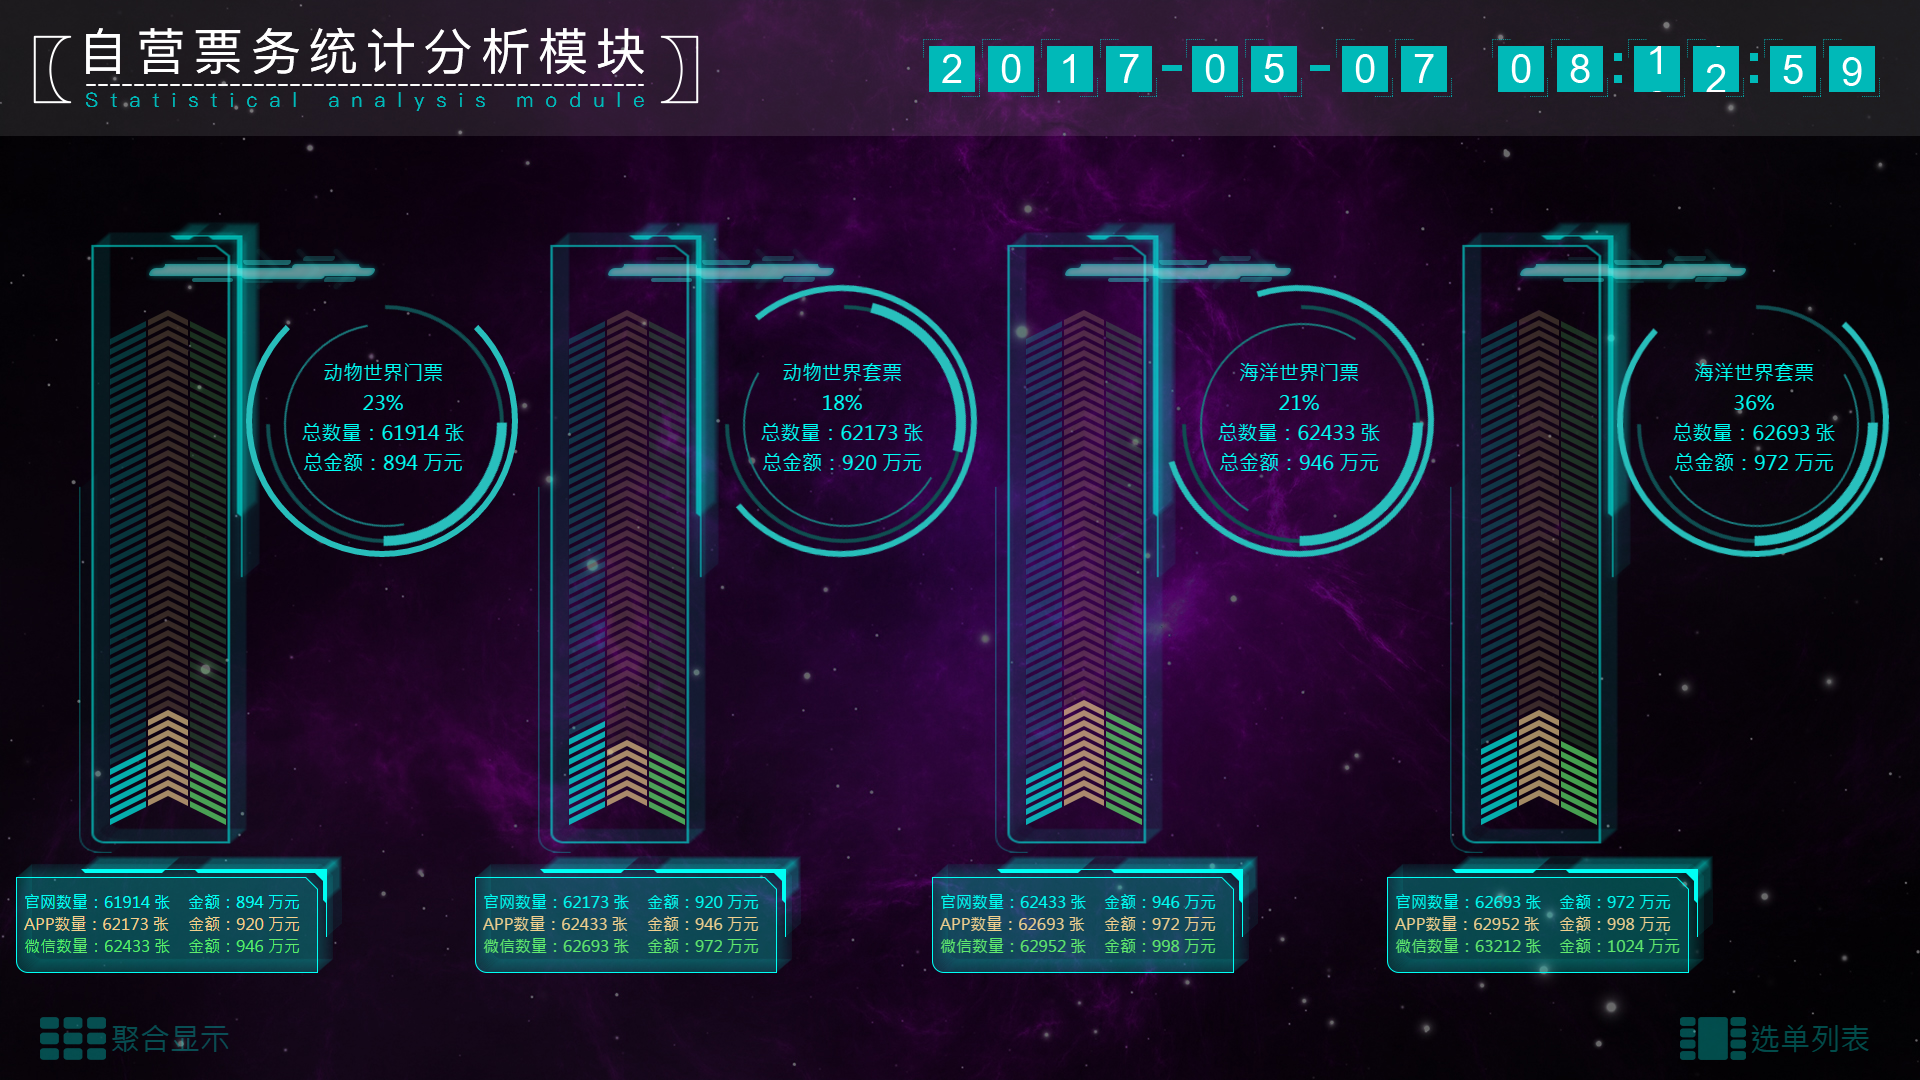 自营票务统计分析模块
Statistical analysis module
2017-05-07 08:12:59
动物世界门票
23%
总数量：61914 张
总金额：894 万元
动物世界套票
18%
总数量：62173 张
总金额：920 万元
海洋世界门票
21%
总数量：62433 张
总金额：946 万元
海洋世界套票
36%
总数量：62693 张
总金额：972 万元
官网数量：61914 张 金额：894 万元
APP数量：62173 张 金额：920 万元
微信数量：62433 张 金额：946 万元
官网数量：62173 张 金额：920 万元
APP数量：62433 张 金额：946 万元
微信数量：62693 张 金额：972 万元
官网数量：62433 张 金额：946 万元
APP数量：62693 张 金额：972 万元
微信数量：62952 张 金额：998 万元
官网数量：62693 张 金额：972 万元
APP数量：62952 张 金额：998 万元
微信数量：63212 张 金额：1024 万元
聚合显示
选单列表